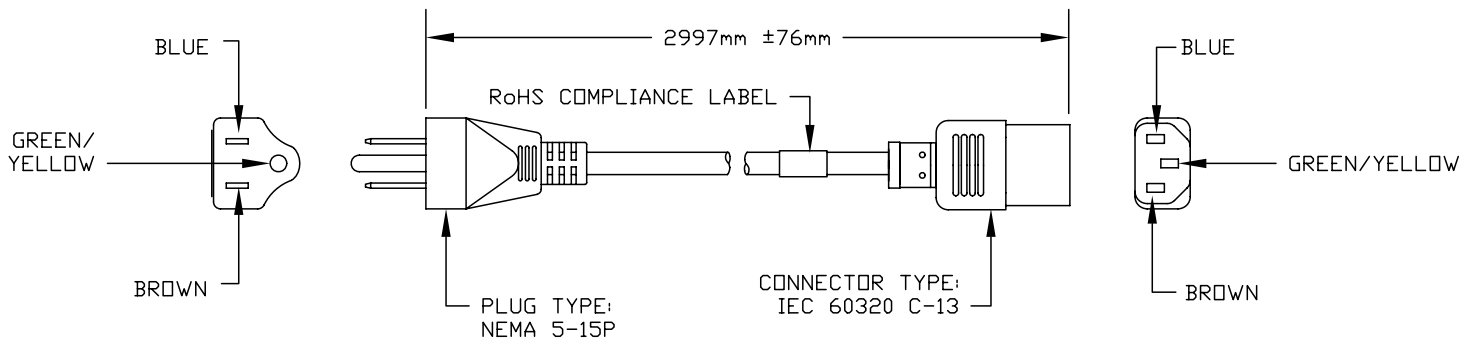 2997mm ±76mm
BLUE
BLUE
RoHS COMPLIANCE LABEL
GREEN/
YELLOW
GREEN/YELLOW
BROWN
PLUG TYPE:
NEMA 5-15P
CONNECTOR TYPE:
IEC 60320 C-13
BROWN